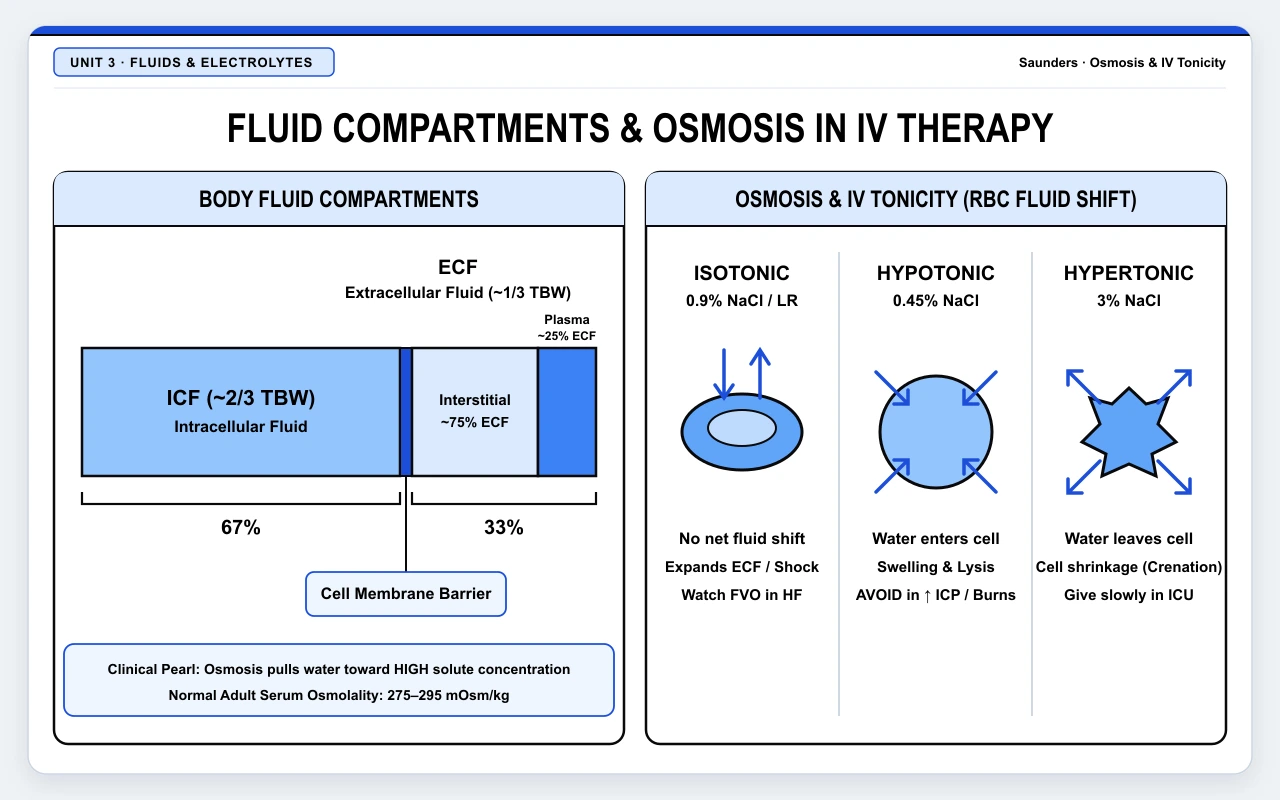 UNIT 3 · FLUIDS & ELECTROLYTES
Saunders · Osmosis & IV Tonicity
FLUID COMPARTMENTS & OSMOSIS IN IV THERAPY
BODY FLUID COMPARTMENTS
ECF
Extracellular Fluid (~1/3 TBW)
Plasma
~25% ECF
ICF (~2/3 TBW)
Intracellular Fluid
Interstitial
~75% ECF
67%
33%
Cell Membrane Barrier
Clinical Pearl: Osmosis pulls water toward HIGH solute concentration
Normal Adult Serum Osmolality: 275–295 mOsm/kg
OSMOSIS & IV TONICITY (RBC FLUID SHIFT)
ISOTONIC
0.9% NaCl / LR
No net fluid shift
Expands ECF / Shock
Watch FVO in HF
HYPOTONIC
0.45% NaCl
Water enters cell
Swelling & Lysis
AVOID in ↑ ICP / Burns
HYPERTONIC
3% NaCl
Water leaves cell
Cell shrinkage (Crenation)
Give slowly in ICU